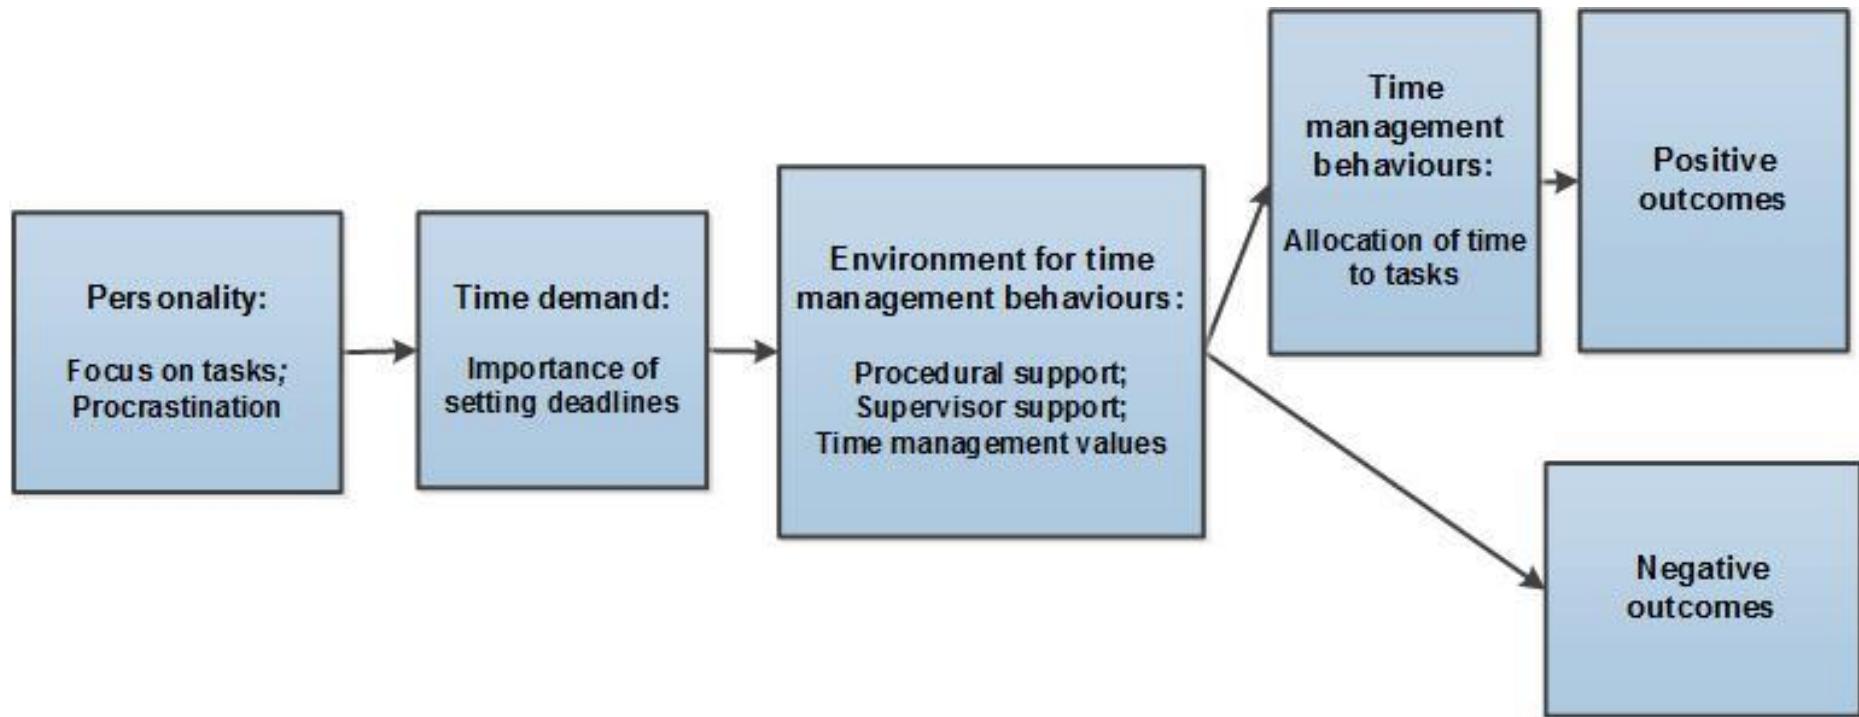 Personality:
Focus on tasks;
Procrastination
Time demand:
Importance of
setting deadlines
Environment for time
management behaviours:
Procedural support;
Supervisor support;
Time management values
Time
management
behaviours:
Allocation of time
to tasks
Positive
outcomes
Negative
outcomes